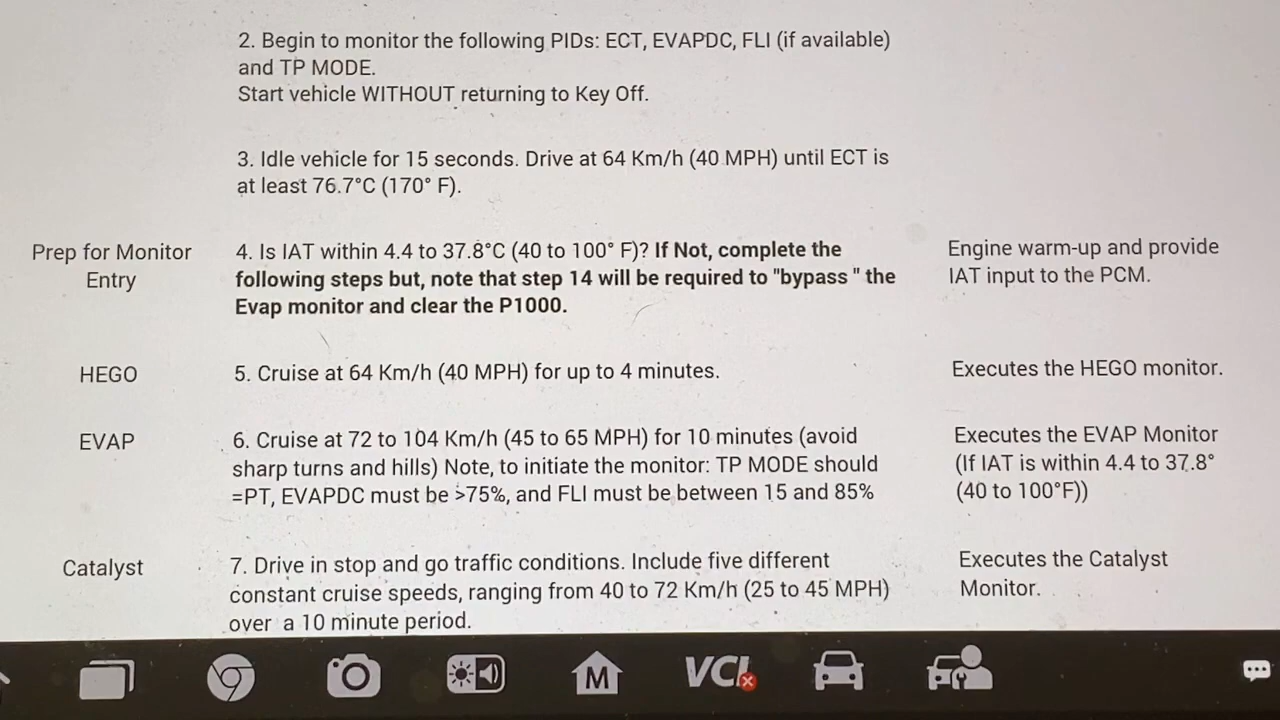 2. Begin to monitor the following PIDs: ECT, EVAPDC, FLI (if available)
and TP MODE.
Start vehicle WITHOUT returning to Key Off.
3. Idle vehicle for 15 seconds. Drive at 64 Km/h (40 MPH) until ECT is
at least 76.7°C (170° F).
Prep for Monitor
Entry
4. Is IAT within 4.4 to 37.8°C (40 to 100° F)? If Not, complete the
following steps but, note that step 14 will be required to "bypass " the
Evap monitor and clear the P1000.
Engine warm-up and provide
IAT input to the PCM.
HEGO
5. Cruise at 64 Km/h (40 MPH) for up to 4 minutes.
Executes the HEGO monitor.
EVAP
6. Cruise at 72 to 104 Km/h (45 to 65 MPH) for 10 minutes (avoid
sharp turns and hills) Note, to initiate the monitor: TP MODE should
=PT, EVAPDC must be >75%, and FLI must be between 15 and 85%
Executes the EVAP Monitor
(If IAT is within 4.4 to 37.8°
(40 to 100°F))
Catalyst
7. Drive in stop and go traffic conditions. Include five different
constant cruise speeds, ranging from 40 to 72 Km/h (25 to 45 MPH)
over a 10 minute period.
Executes the Catalyst
Monitor.
M
VCI